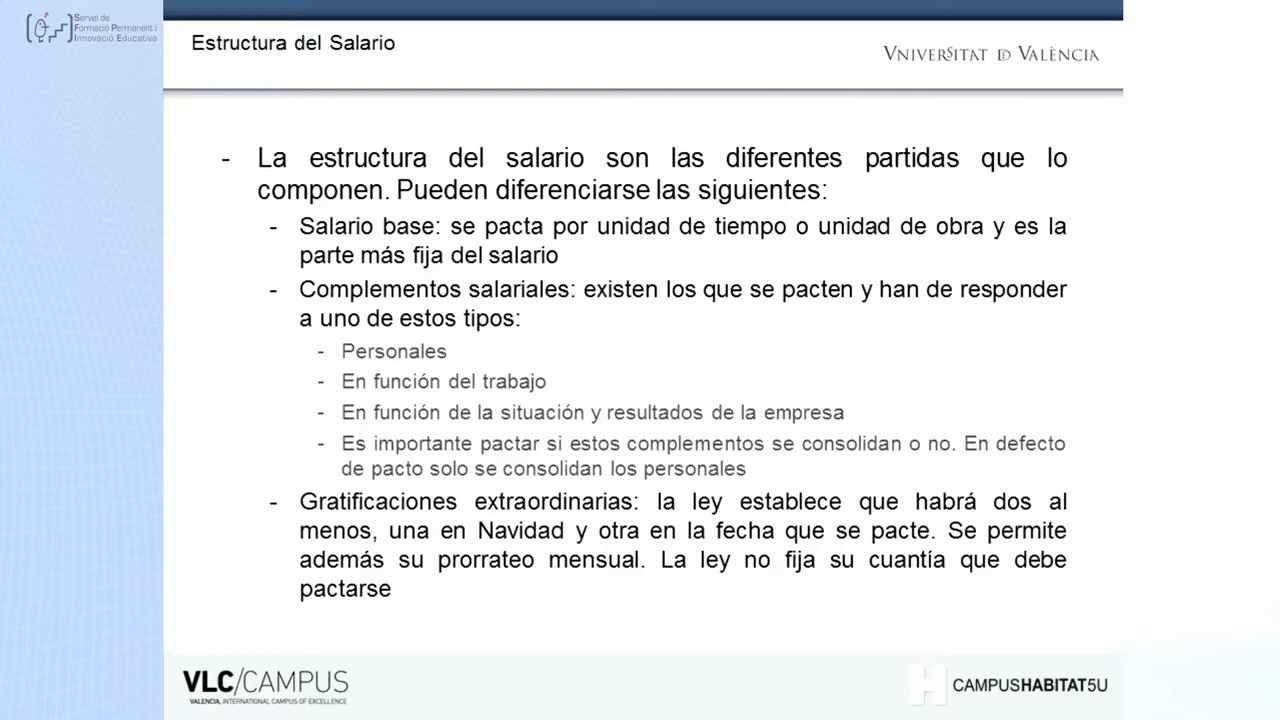 Servei de
Formació Permanent i
Innovació Educativa
Estructura del Salario
VNIVERSITAT DE VALÈNCIA
- La estructura del salario son las diferentes partidas que lo
componen. Pueden diferenciarse las siguientes:
- Salario base: se pacta por unidad de tiempo o unidad de obra y es la
parte más fija del salario
- Complementos salariales: existen los que se pacten y han de responder
a uno de estos tipos:
- Personales
- En función del trabajo
- En función de la situación y resultados de la empresa
- Es importante pactar si estos complementos se consolidan o no. En defecto
de pacto solo se consolidan los personales
- Gratificaciones extraordinarias: la ley establece que habrá dos al
menos, una en Navidad y otra en la fecha que se pacte. Se permite
además su prorrateo mensual. La ley no fija su cuantía que debe
pactarse
VLC/CAMPUS
VALENCIA, INTERNATIONAL CAMPUS OF EXCELLENCE
H CAMPUSHABITAT5U